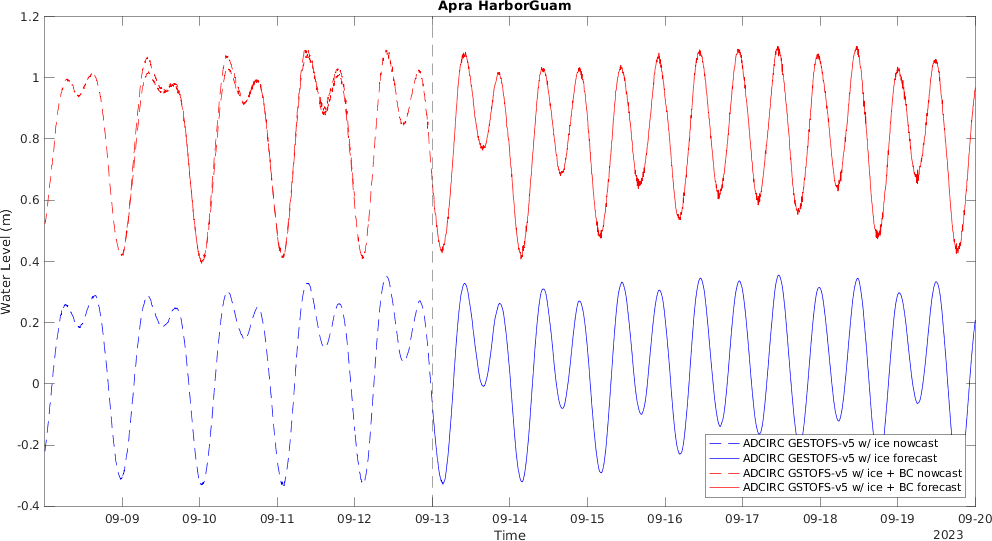 Apra HarborGuam
1.2
1
0.8
0.6
0.4
0.2
0
-0.2
-0.4
Water Level (m)
ADCIRC GESTOFS-v5 w/ ice nowcast
ADCIRC GESTOFS-v5 w/ ice forecast
ADCIRC GSTOFS-v5 w/ ice + BC nowcast
ADCIRC GSTOFS-v5 w/ ice + BC forecast
09-09 09-10 09-11 09-12 09-13 09-14 09-15 09-16 09-17 09-18 09-19 09-20
Time
2023